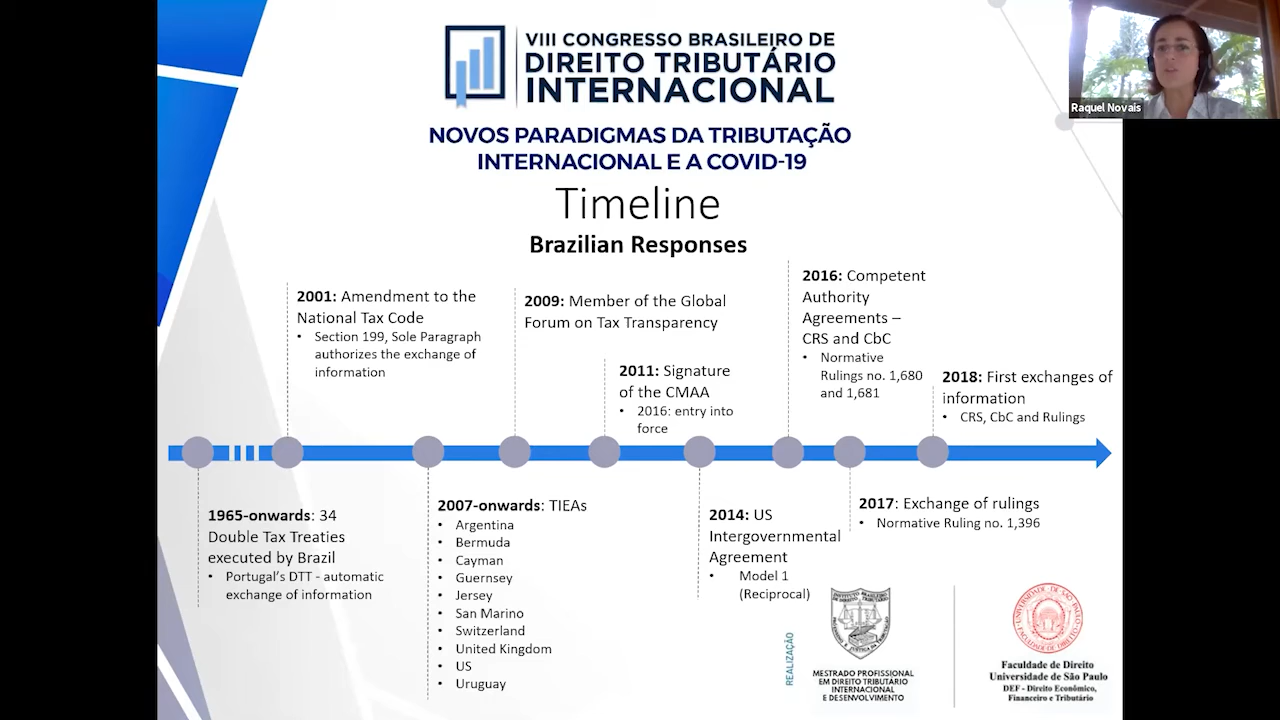 VIII CONGRESSO BRASILEIRO DE
DIREITO TRIBUTÁRIO
INTERNACIONAL
NOVOS PARADIGMAS DA TRIBUTAÇÃO
INTERNACIONAL E A COVID-19
Raquel Novais
Timeline
Brazilian Responses
2001: Amendment to the
National Tax Code
• Section 199, Sole Paragraph
authorizes the exchange of
information
2009: Member of the Global
Forum on Tax Transparency
2011: Signature
of the CMAA
• 2016: entry into
force
2016: Competent
Authority
Agreements –
CRS and CbC
• Normative
Rulings no. 1,680
and 1,681
2018: First exchanges of
information
• CRS, CbC and Rulings
1965-onwards: 34
Double Tax Treaties
executed by Brazil
• Portugal's DTT - automatic
exchange of information
2007-onwards: TIEAs
• Argentina
• Bermuda
• Cayman
• Guernsey
• Jersey
• San Marino
• Switzerland
• United Kingdom
• US
• Uruguay
2014: US
Intergovernmental
Agreement
• Model 1
(Reciprocal)
2017: Exchange of rulings
• Normative Ruling no. 1,396
REALIZAÇÃO
MESTRADO PROFISSIONAL
EM DIREITO TRIBUTÁRIO
INTERNACIONAL
E DESENVOLVIMENTO
Faculdade de Direito
Universidade de São Paulo
DEF - Direito Econômico,
Financeiro e Tributário